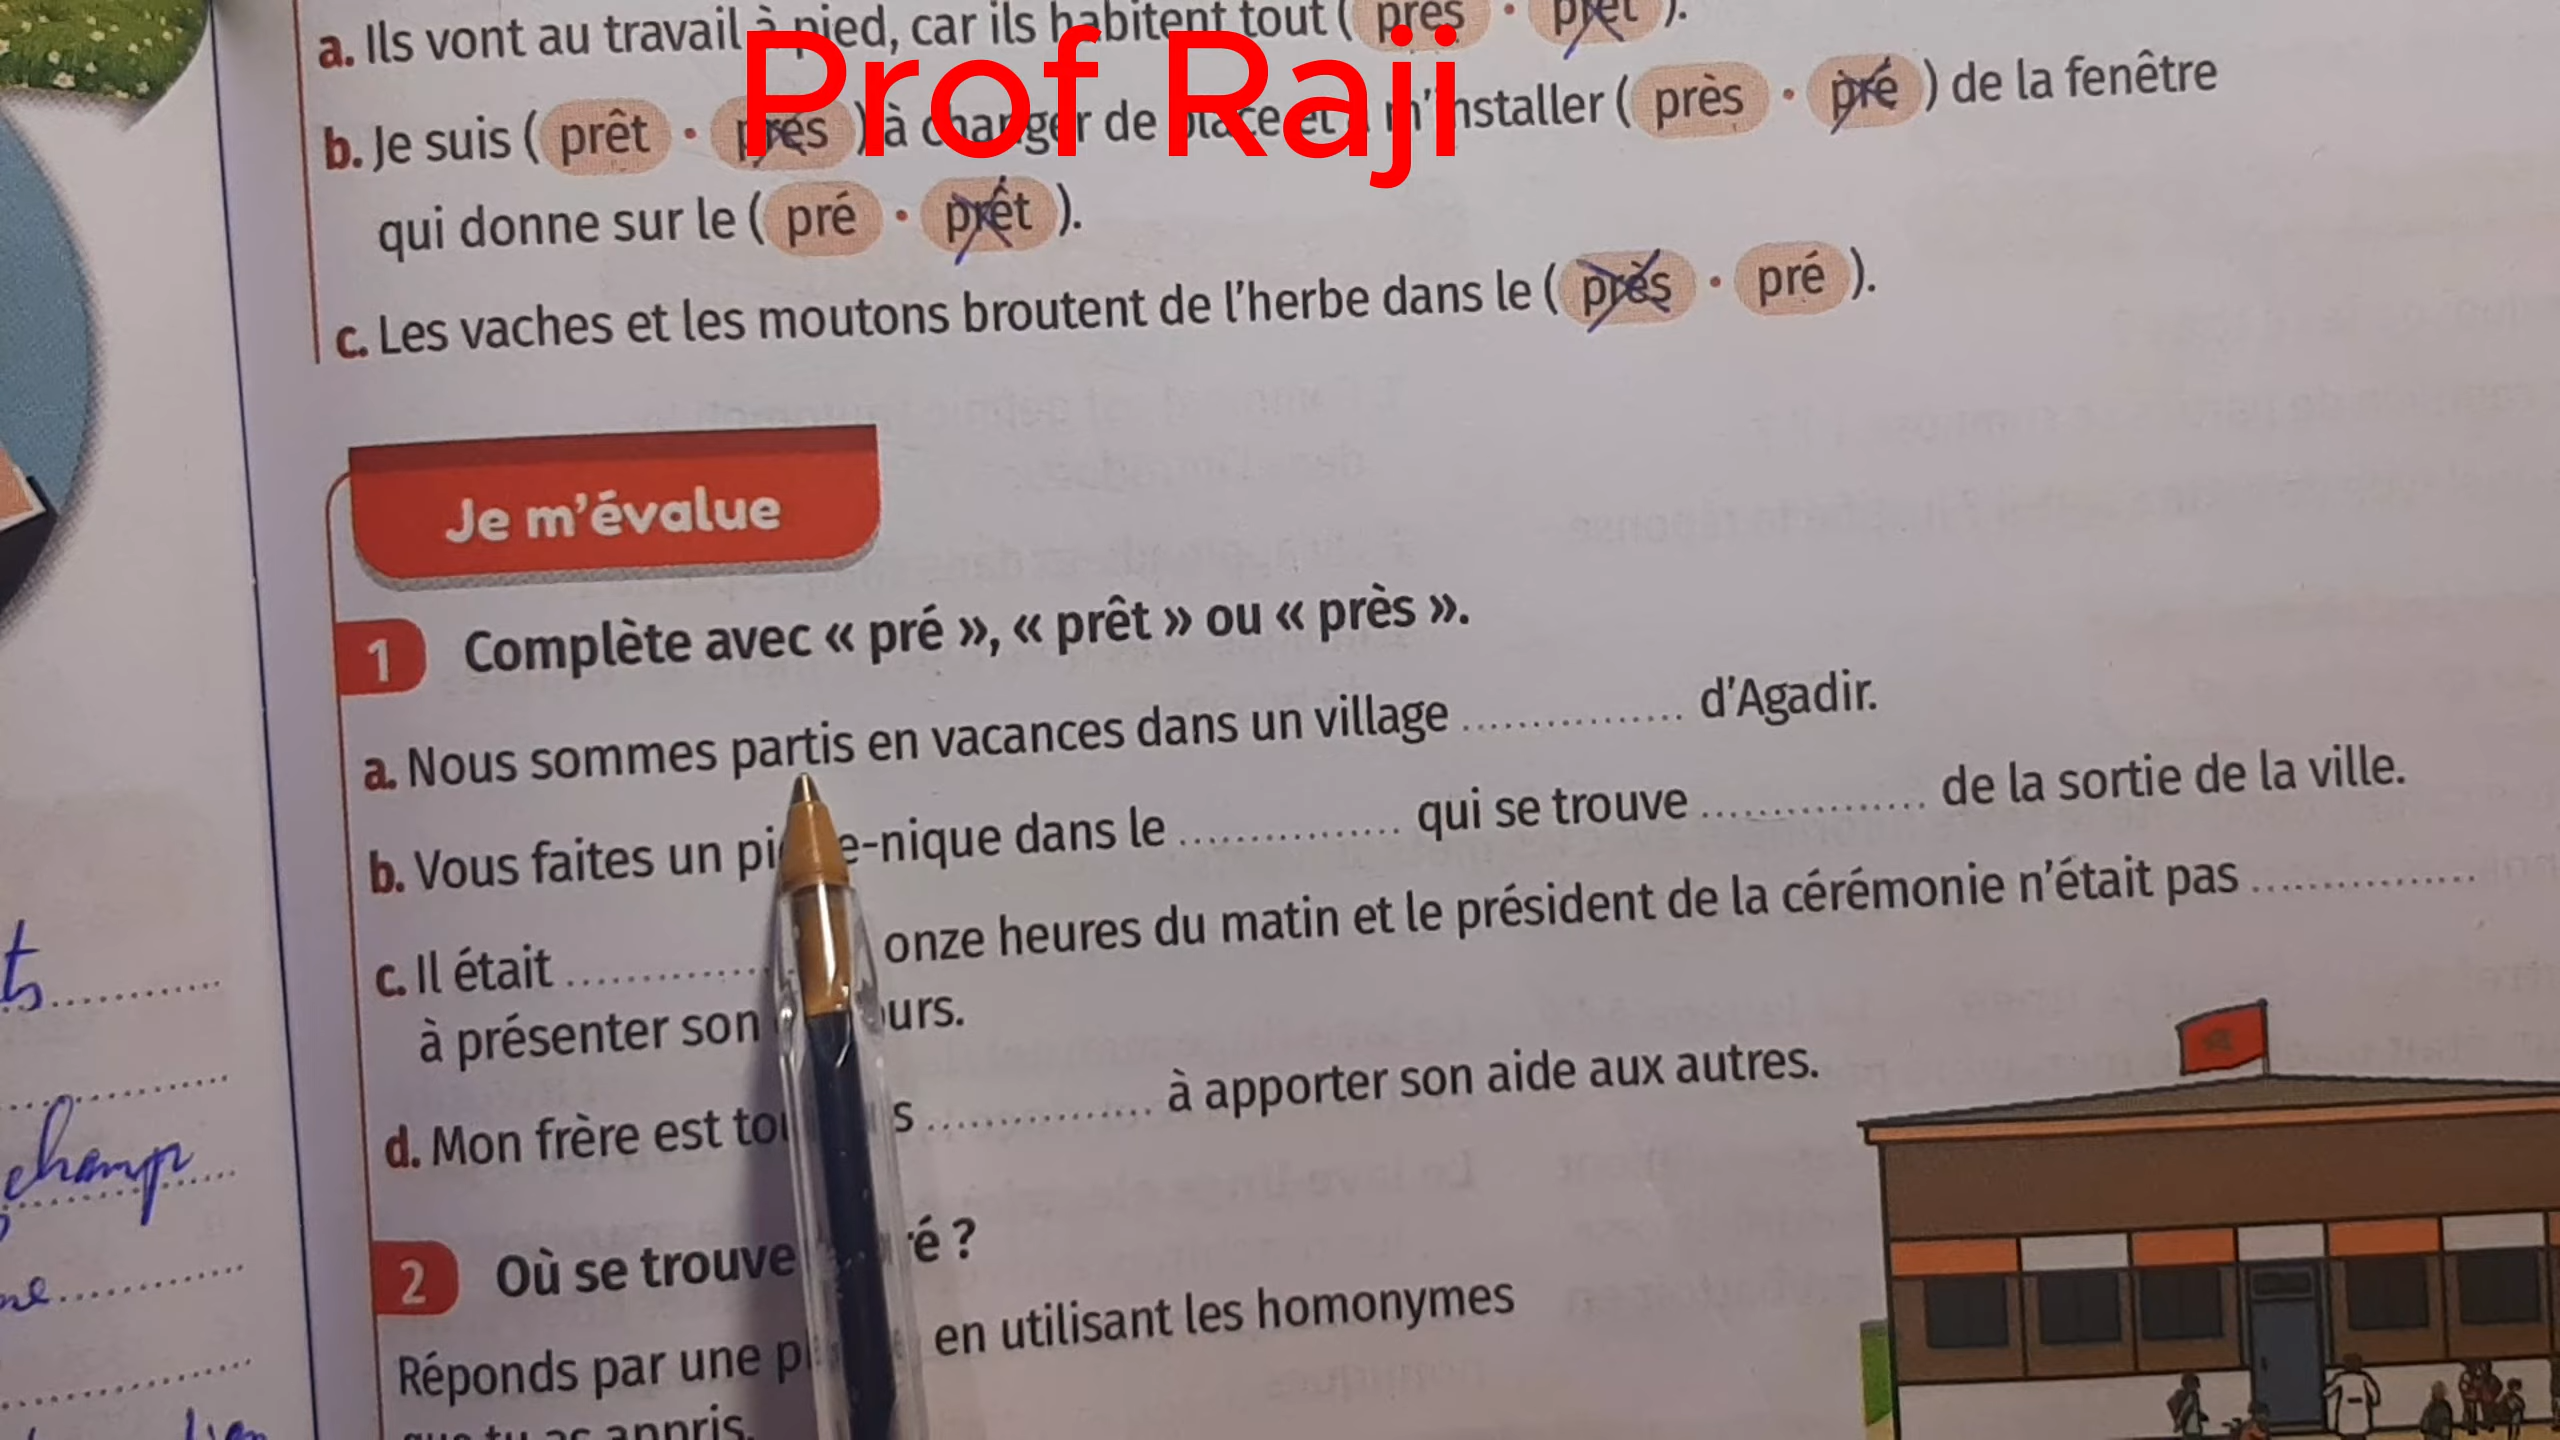 a. Ils vont au travail à pied, car ils habitent tout ( près · prêt ).
Prof Raji
b. Je suis ( prêt · près ) à changer de place et à m'installer ( près · pré ) de la fenêtre
qui donne sur le ( pré · prêt ).
c. Les vaches et les moutons broutent de l'herbe dans le ( près · pré ).
Je m'évalue
1 Complète avec « pré », « prêt » ou « près ».
a. Nous sommes partis en vacances dans un village ................ d'Agadir.
b. Vous faites un pi e-nique dans le ................ qui se trouve ................ de la sortie de la ville.
c. Il était ................ onze heures du matin et le président de la cérémonie n'était pas ................
à présenter son urs.
d. Mon frère est to s ................ à apporter son aide aux autres.
2 Où se trouve é ?
Réponds par une p en utilisant les homonymes
que tu as appris.
champ